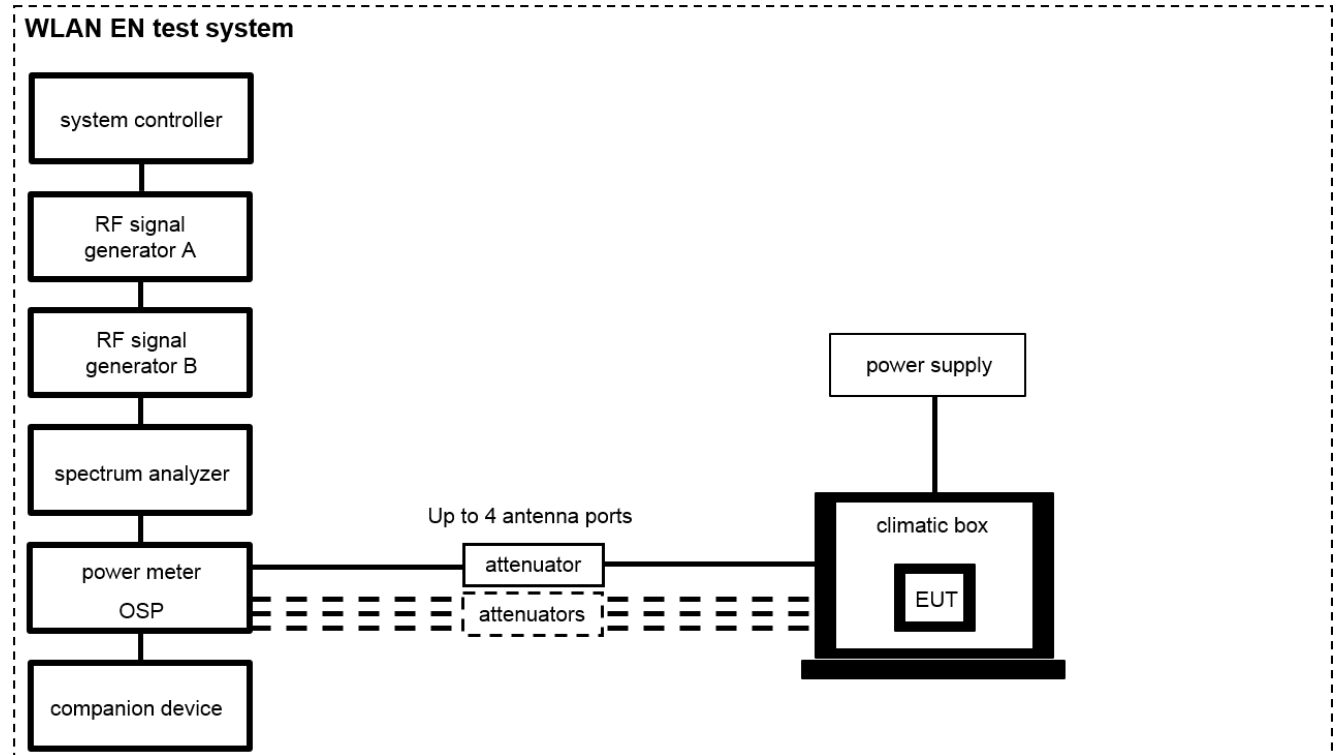 WLAN EN test system
system controller
RF signal
generator A
RF signal
generator B
power supply
spectrum analyzer
Up to 4 antenna ports
climatic box
attenuator
power meter
OSP
attenuators
EUT
companion device